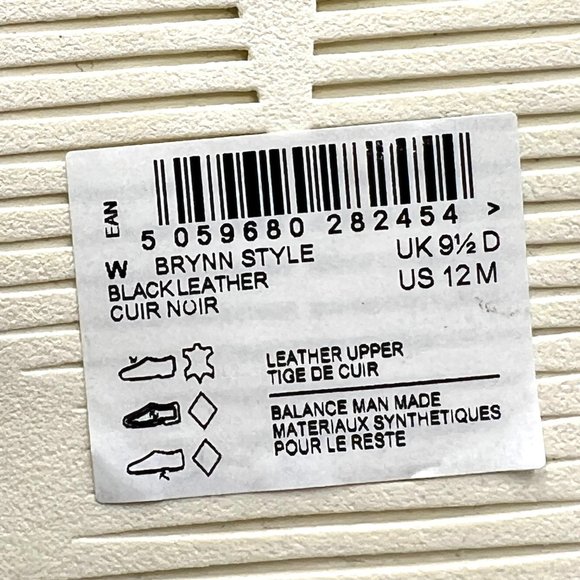 EAN
5 059680 282454 >
W BRYNN STYLE
UK 9½ D
BLACK LEATHER
US 12 M
CUIR NOIR
LEATHER UPPER
TIGE DE CUIR
BALANCE MAN MADE
MATERIAUX SYNTHETIQUES
POUR LE RESTE